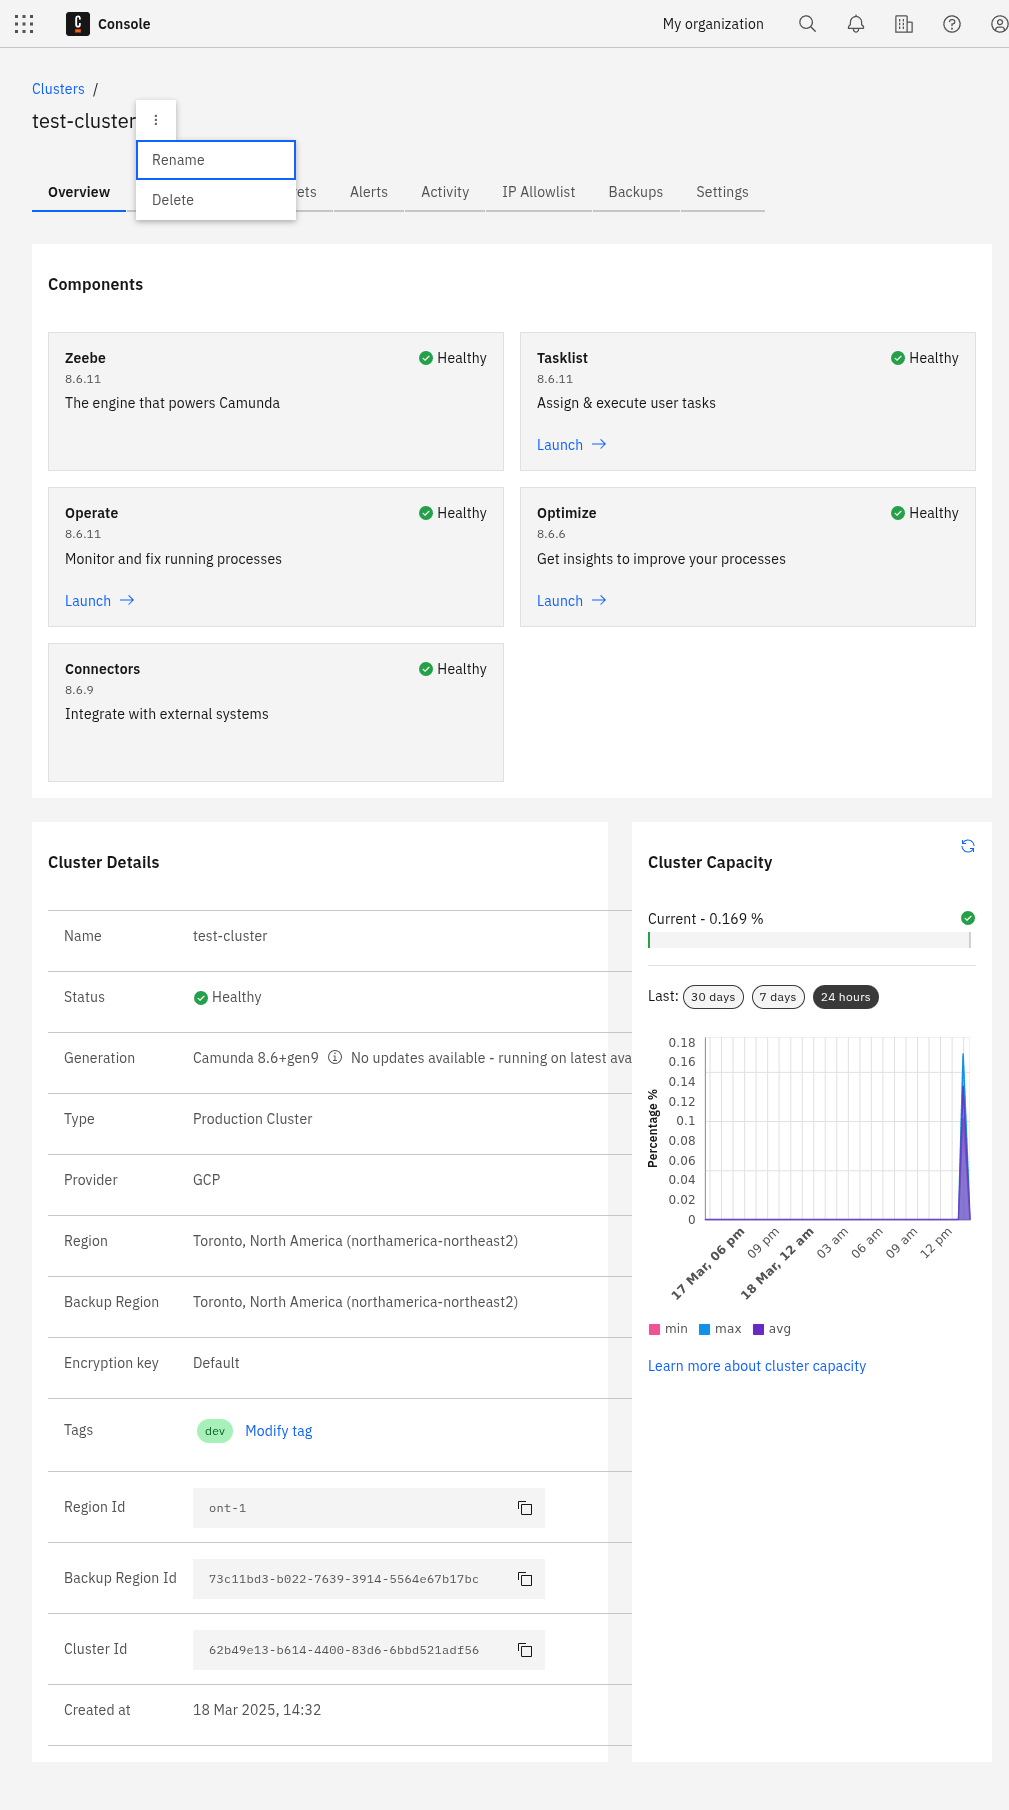 Console
My organization
Clusters /
test-cluster
Rename
Delete
Overview
ets
Alerts
Activity
IP Allowlist
Backups
Settings
Components
Zeebe
Healthy
8.6.11
The engine that powers Camunda
Tasklist
Healthy
8.6.11
Assign & execute user tasks
Launch
Operate
Healthy
8.6.11
Monitor and fix running processes
Launch
Optimize
Healthy
8.6.6
Get insights to improve your processes
Launch
Connectors
Healthy
8.6.9
Integrate with external systems
Cluster Details
Name test-cluster
Status Healthy
Generation Camunda 8.6+gen9 No updates available - running on latest ava
Type Production Cluster
Provider GCP
Region Toronto, North America (northamerica-northeast2)
Backup Region Toronto, North America (northamerica-northeast2)
Encryption key Default
Tags dev Modify tag
Region Id ont-1
Backup Region Id 73c11bd3-b022-7639-3914-5564e67b17bc
Cluster Id 62b49e13-b614-4400-83d6-6bbd521adf56
Created at 18 Mar 2025, 14:32
Cluster Capacity
Current - 0.169 %
Last: 30 days 7 days 24 hours
Percentage %
0.18
0.16
0.14
0.12
0.1
0.08
0.06
0.04
0.02
0
17 Mar, 06 pm
09 pm
18 Mar, 12 am
03 am
06 am
09 am
12 pm
min max avg
Learn more about cluster capacity